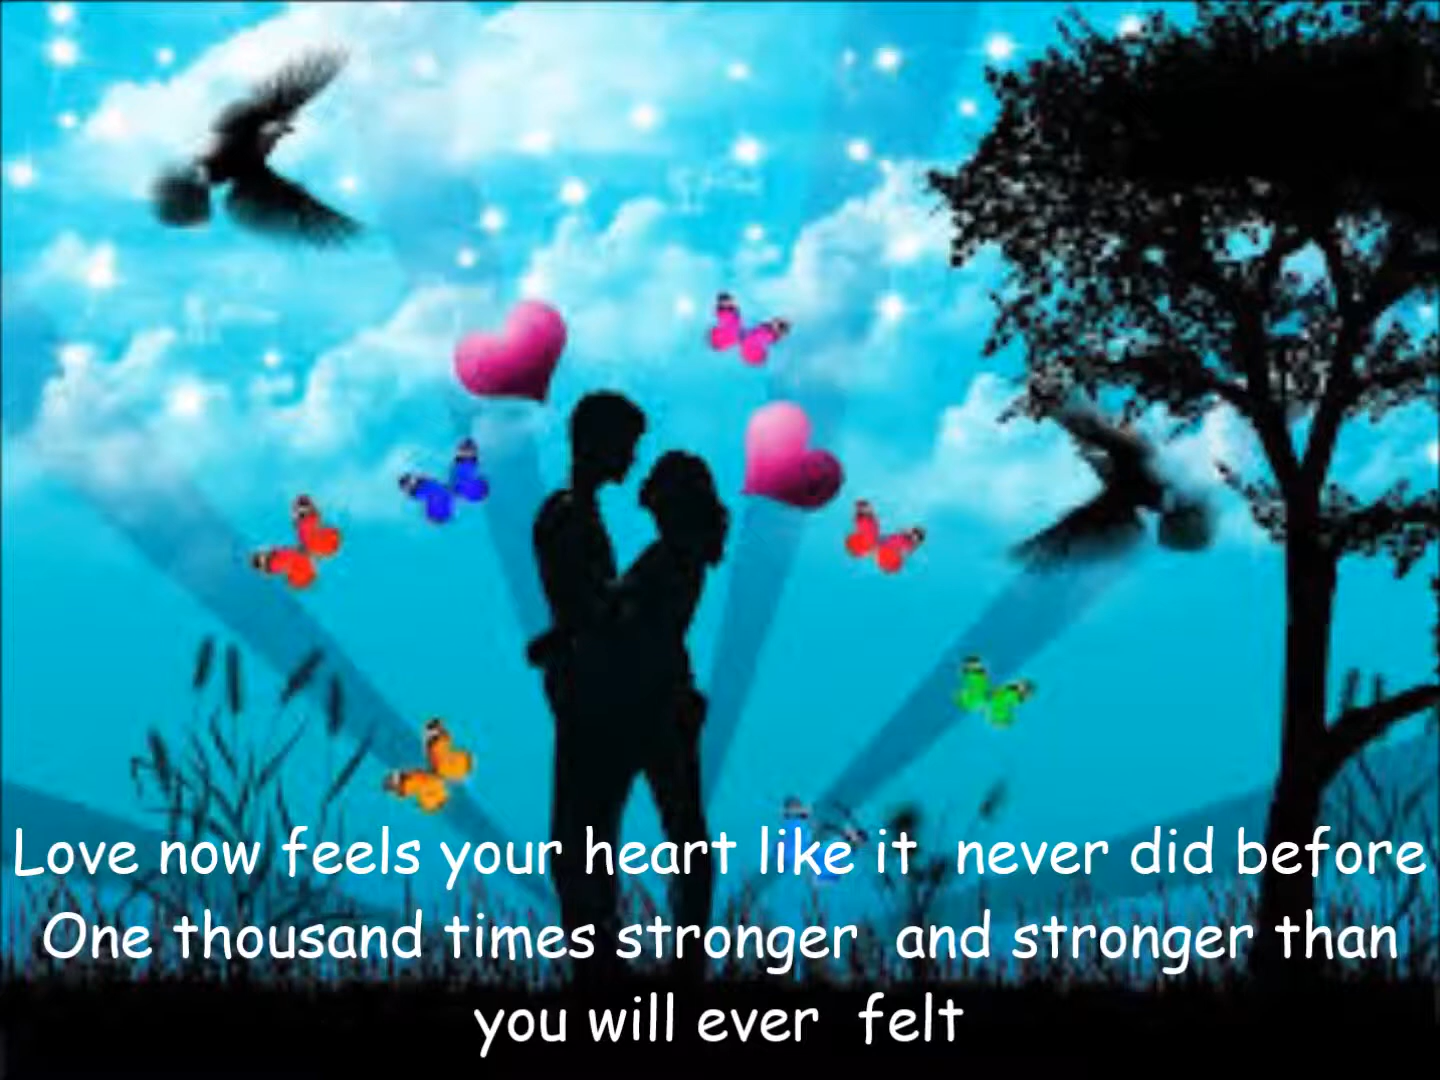 Love now feels your heart like it never did before
One thousand times stronger and stronger than
you will ever felt